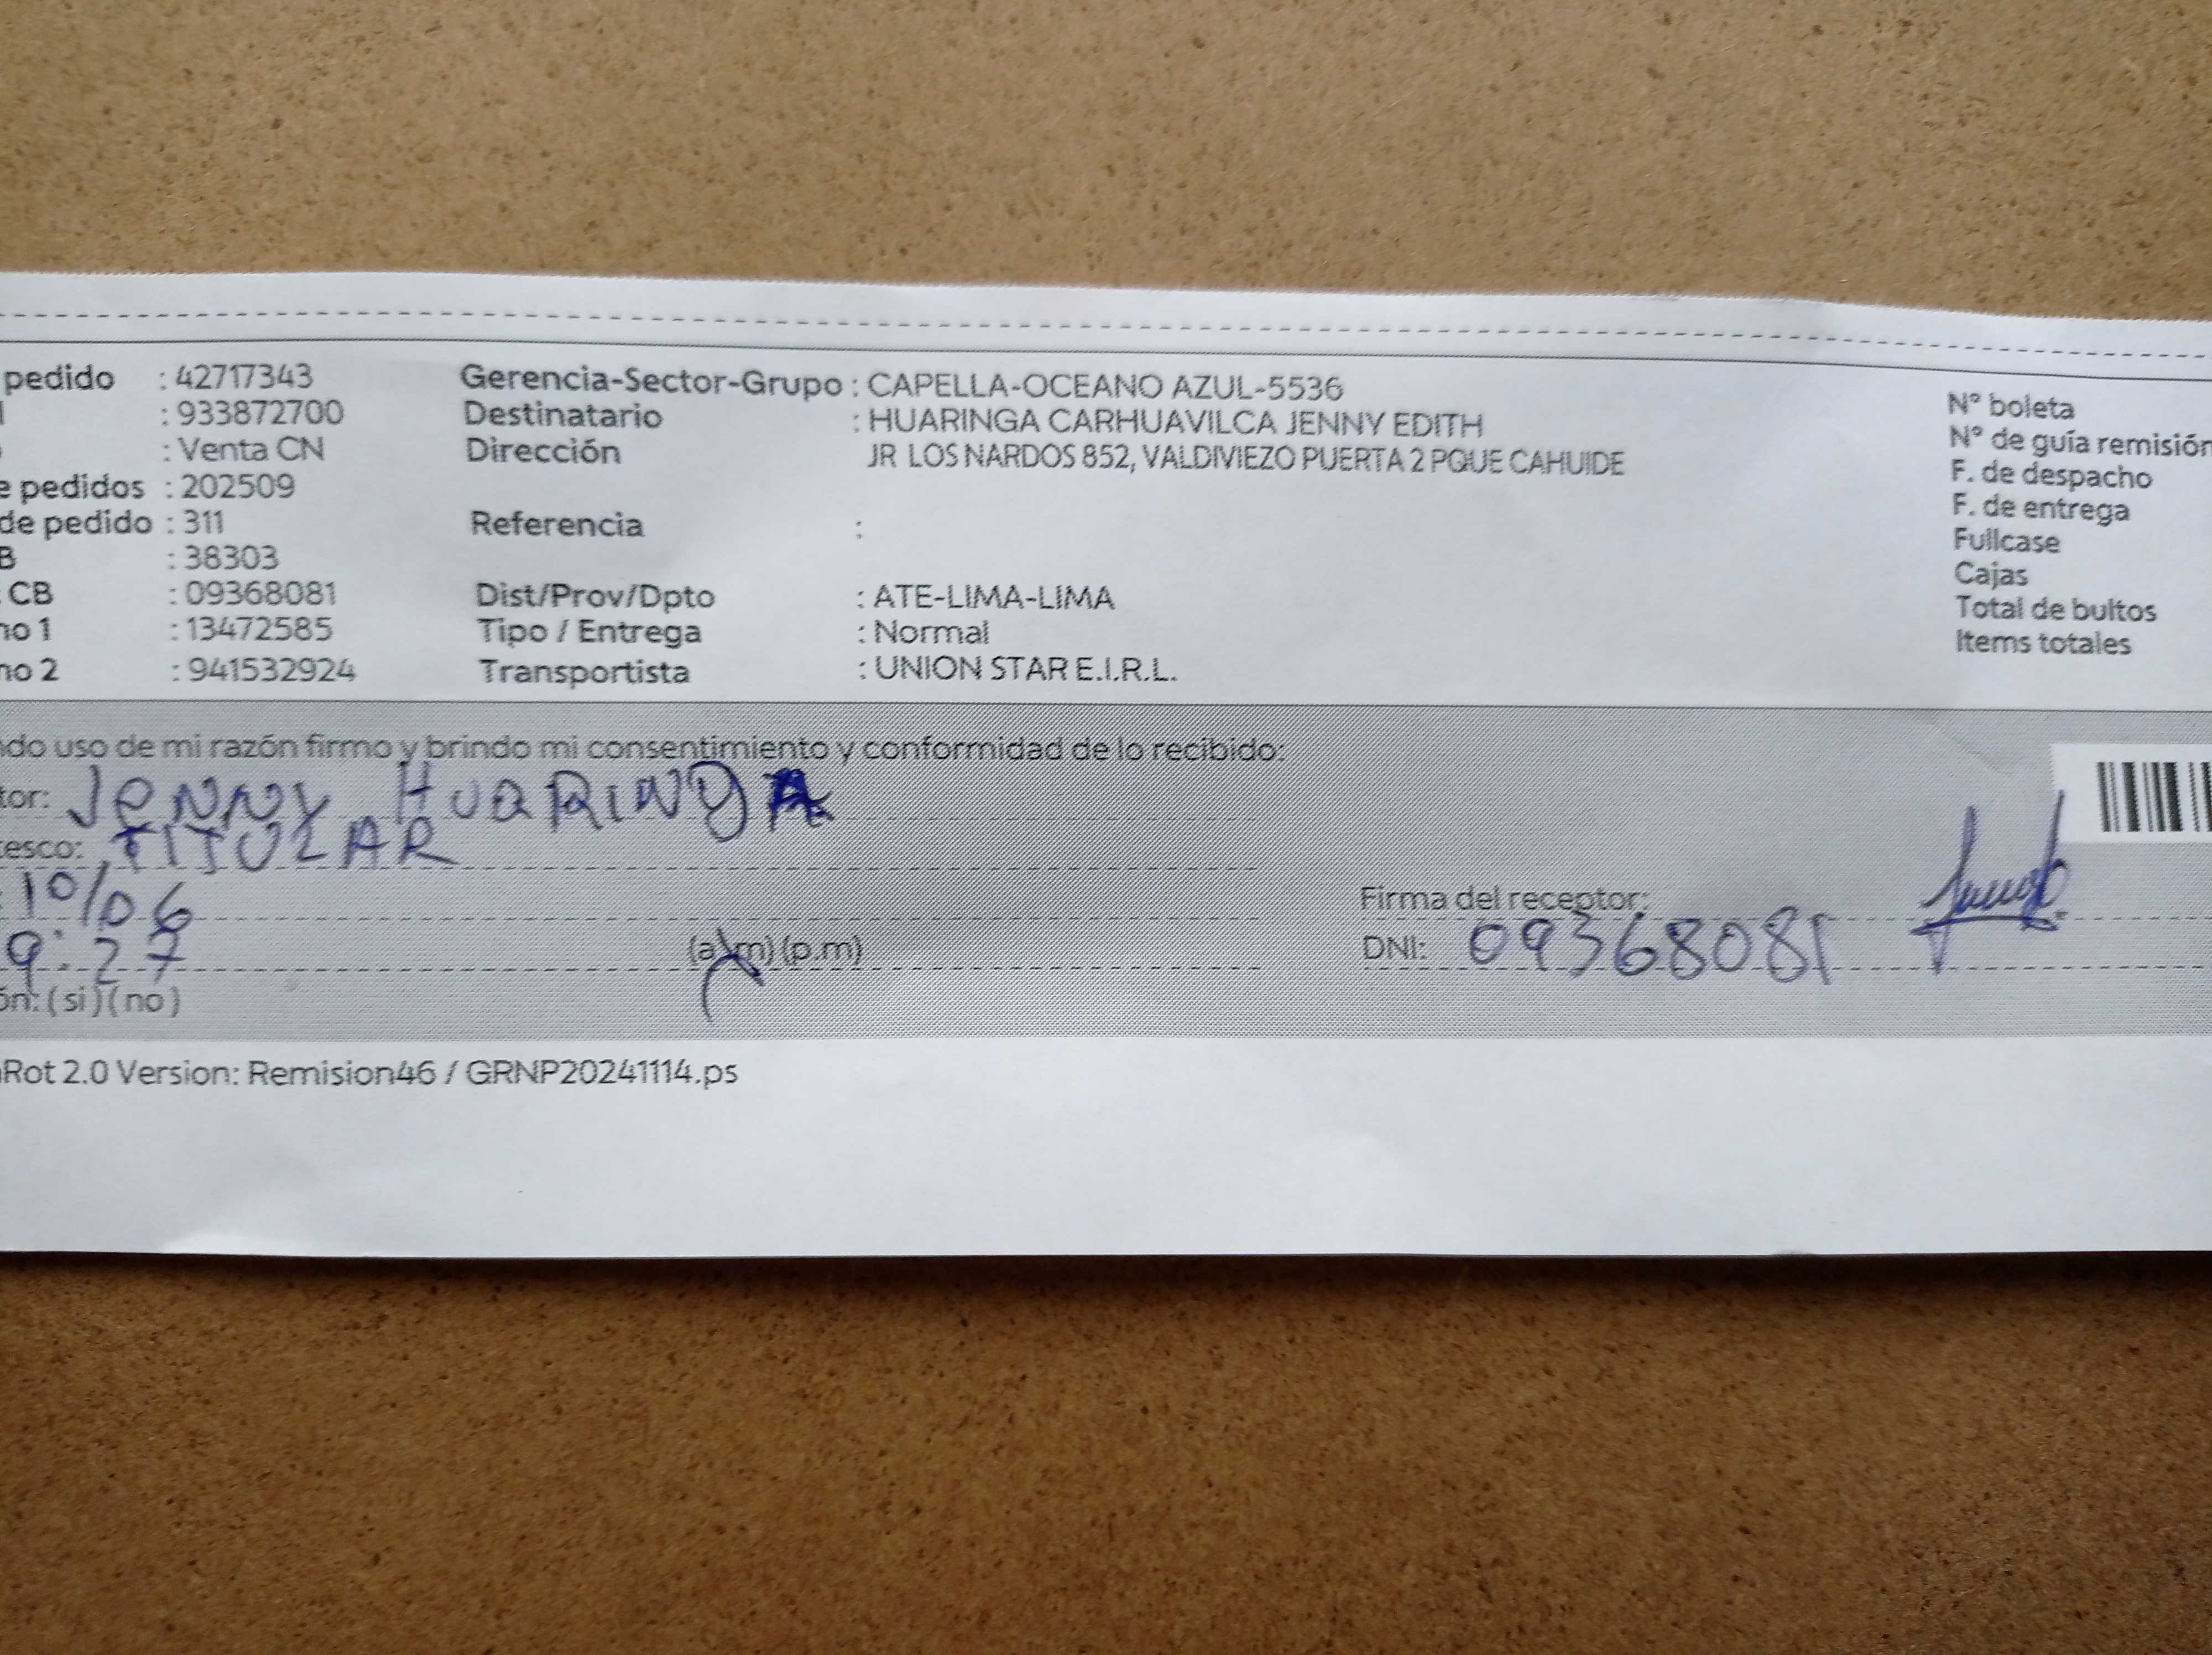 pedido : 42717343 Gerencia-Sector-Grupo : CAPELLA-OCEANO AZUL-5536 N° boleta
: 933872700 Destinatario : HUARINGA CARHUAVILCA JENNY EDITH N° de guía remisión
: Venta CN Dirección JR LOS NARDOS 852, VALDIVIEZO PUERTA 2 PQUE CAHUIDE F. de despacho
e pedidos : 202509 F. de entrega
de pedido : 311 Referencia : Fullcase
B : 38303 Cajas
CB : 09368081 Dist/Prov/Dpto : ATE-LIMA-LIMA Total de bultos
no 1 : 13472585 Tipo / Entrega : Normal Items totales
no 2 : 941532924 Transportista : UNION STAR E.I.R.L.
do uso de mi razón firmo y brindo mi consentimiento y conformidad de lo recibido:
tor: JENNY HUARINGA
esco: TITULAR
10/06 Firma del receptor:
9:27 (a.m) (p.m) DNI: 09368081
ón: (si) (no)
Rot 2.0 Version: Remision46 / GRNP20241114.ps